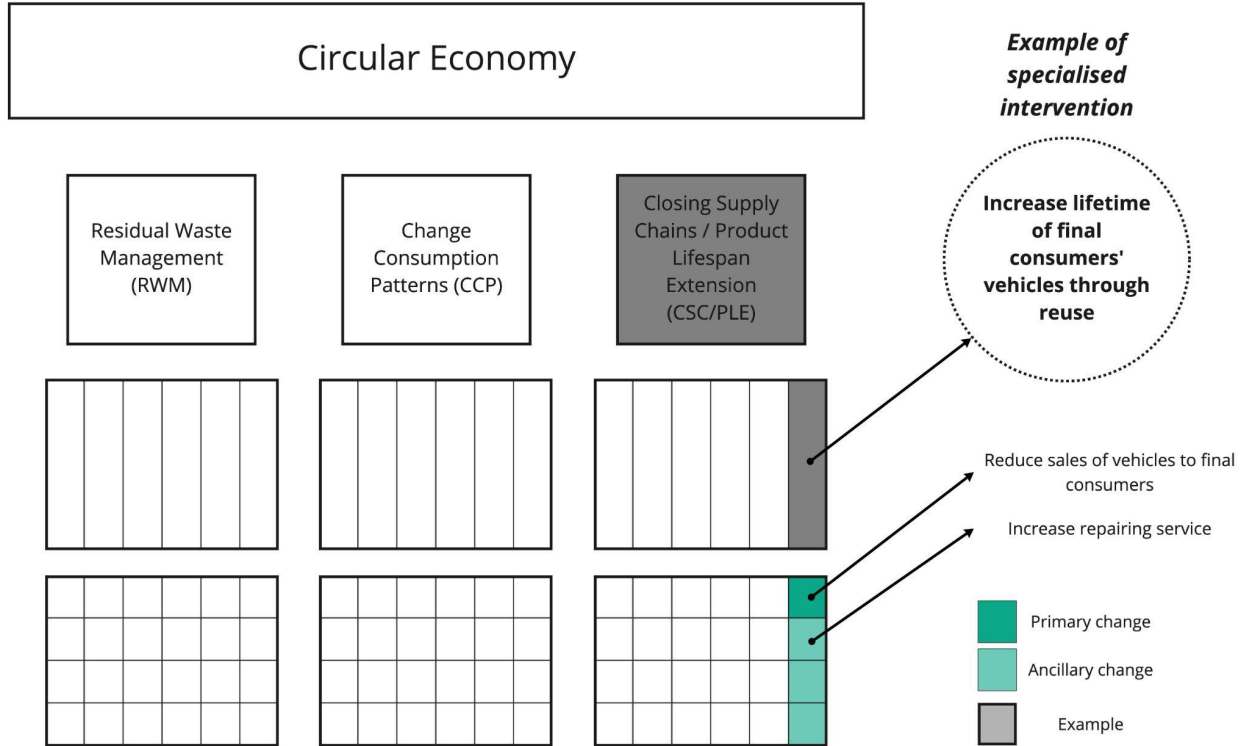 Circular Economy
Example of
specialised
intervention
Residual Waste
Management
(RWM)
Change
Consumption
Patterns (CCP)
Closing Supply
Chains / Product
Lifespan
Extension
(CSC/PLE)
Increase lifetime
of final
consumers'
vehicles through
reuse
Reduce sales of vehicles to final
consumers
Increase repairing service
Primary change
Ancillary change
Example